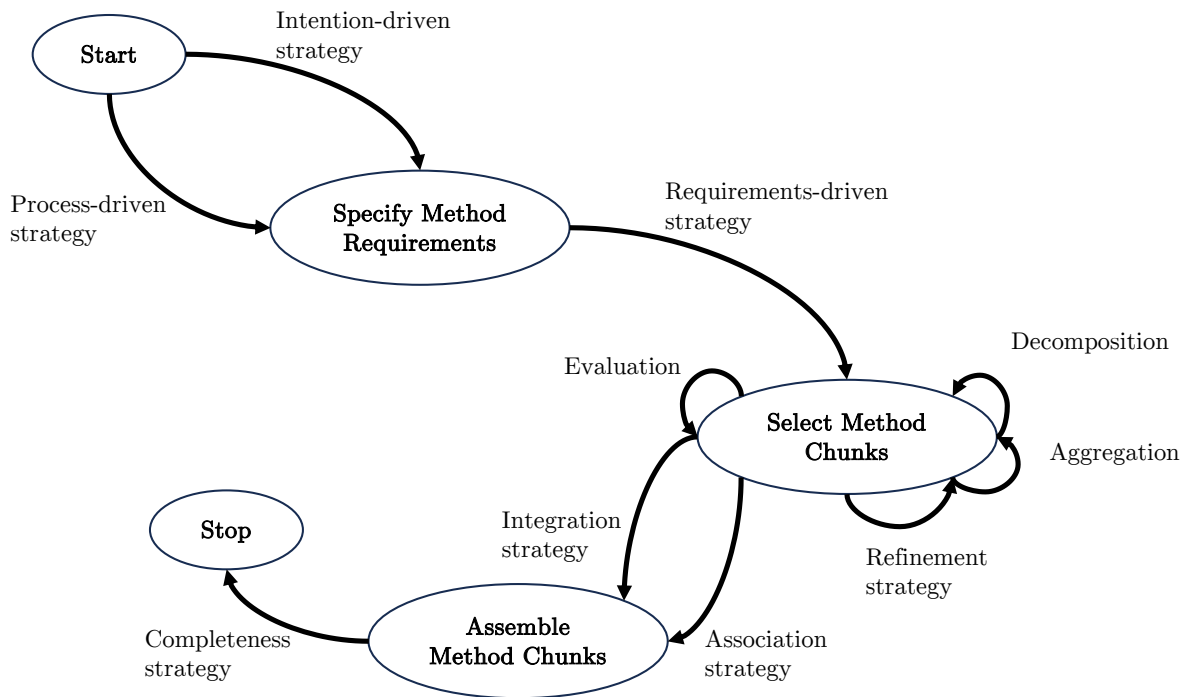 Intention-driven
strategy
Start
Process-driven
strategy
Specify Method
Requirements
Requirements-driven
strategy
Decomposition
Evaluation
Select Method
Chunks
Aggregation
Integration
strategy
Stop
Refinement
strategy
Assemble
Method Chunks
Completeness
strategy
Association
strategy